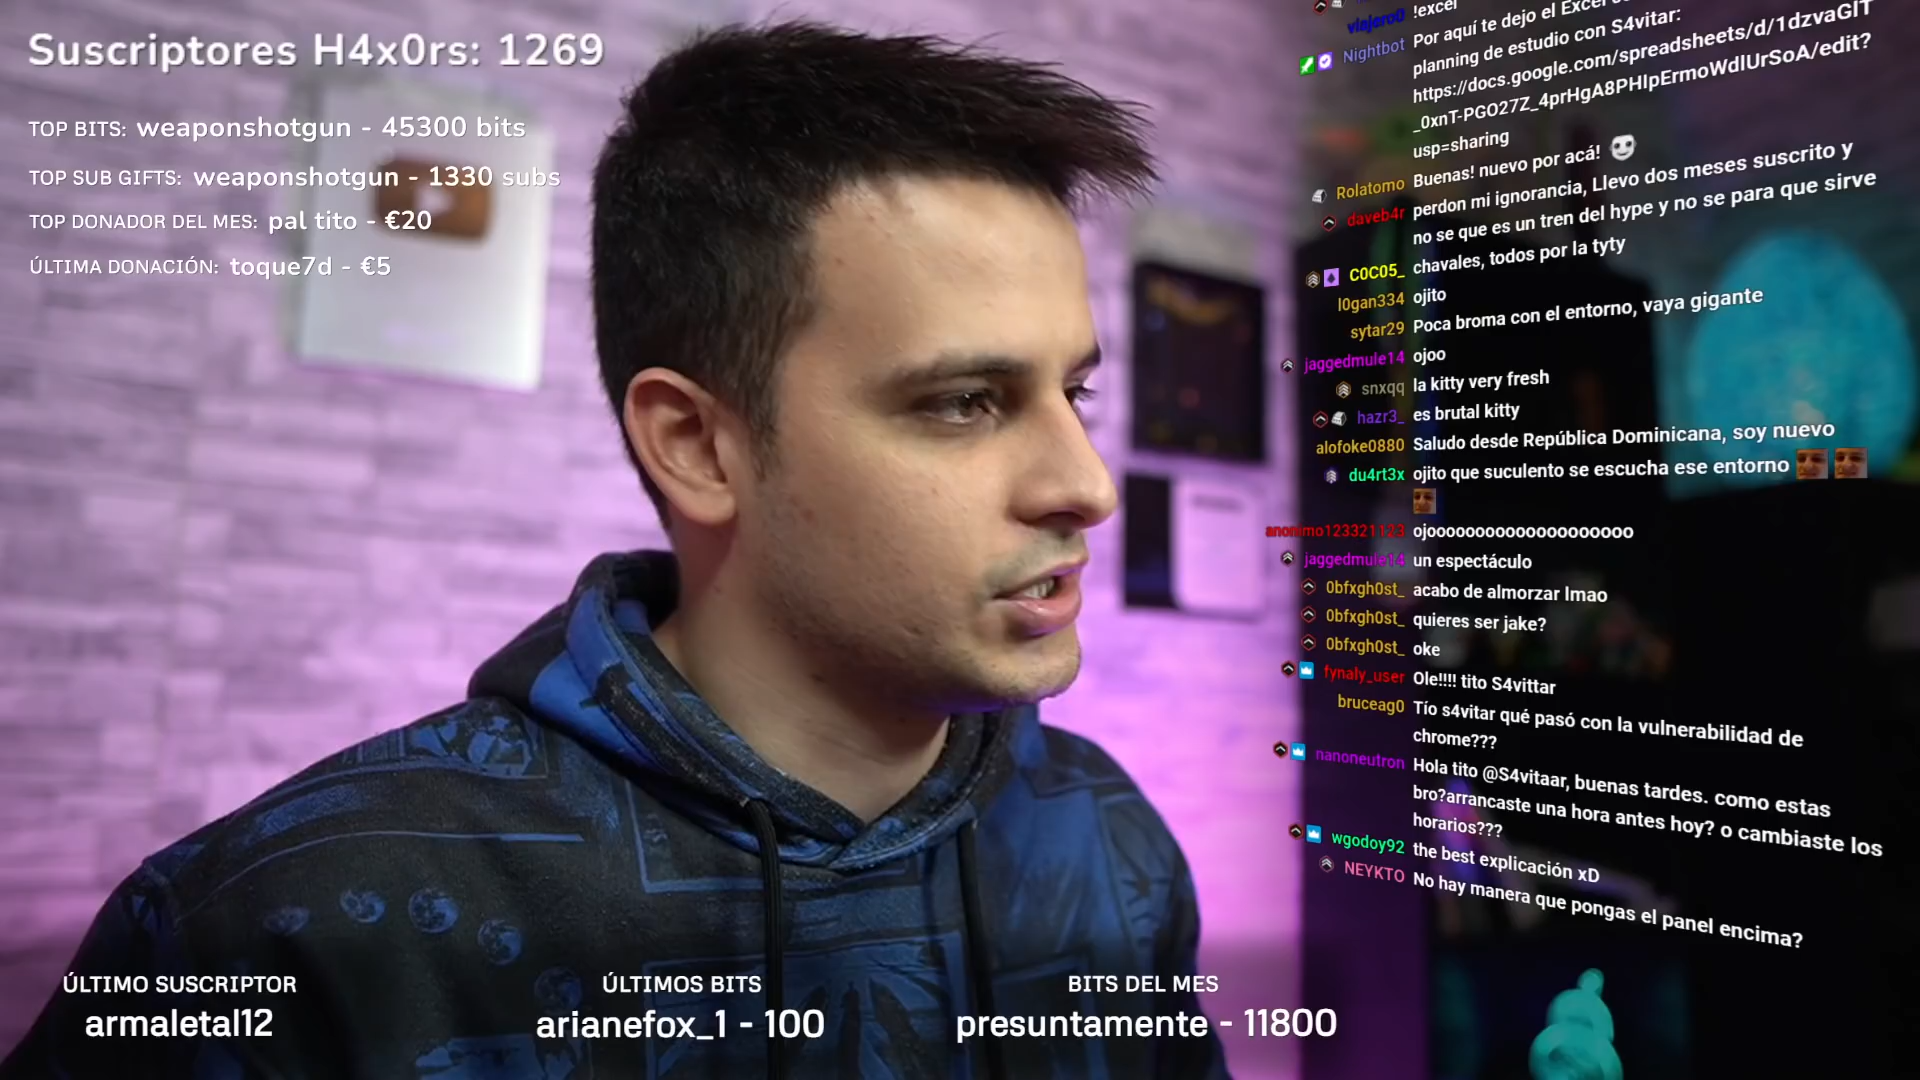 Suscriptores H4x0rs: 1269
TOP BITS: weaponshotgun - 45300 bits
TOP SUB GIFTS: weaponshotgun - 1330 subs
TOP DONADOR DEL MES: pal tito - €20
ÚLTIMA DONACIÓN: toque7d - €5
viajero0 !excel
Nightbot Por aquí te dejo el Excel
planning de estudio con S4vitar:
https://docs.google.com/spreadsheets/d/1dzvaGIT
_0xnT-PGO27Z_4prHgA8PHIpErmoWdlUrSoA/edit?
usp=sharing
Rolatomo Buenas! nuevo por acá!
daveb4r perdon mi ignorancia, Llevo dos meses suscrito y
no se que es un tren del hype y no se para que sirve
C0C05_ chavales, todos por la tyty
l0gan334 ojito
sytar29 Poca broma con el entorno, vaya gigante
jaggedmule14 ojoo
snxqq la kitty very fresh
hazr3_ es brutal kitty
alofoke0880 Saludo desde República Dominicana, soy nuevo
du4rt3x ojito que suculento se escucha ese entorno
anonimo123321123 ojoooooooooooooooooooo
jaggedmule14 un espectáculo
0bfxgh0st_ acabo de almorzar lmao
0bfxgh0st_ quieres ser jake?
0bfxgh0st_ oke
fynaly_user Ole!!!! tito S4vittar
bruceag0 Tío s4vitar qué pasó con la vulnerabilidad de
chrome???
nanoneutron Hola tito @S4vitaar, buenas tardes. como estas
bro?arrancaste una hora antes hoy? o cambiaste los
horarios???
wgodoy92 the best explicación xD
NEYKTO No hay manera que pongas el panel encima?
ÚLTIMO SUSCRIPTOR
armaletal12
ÚLTIMOS BITS
arianefox_1 - 100
BITS DEL MES
presuntamente - 11800